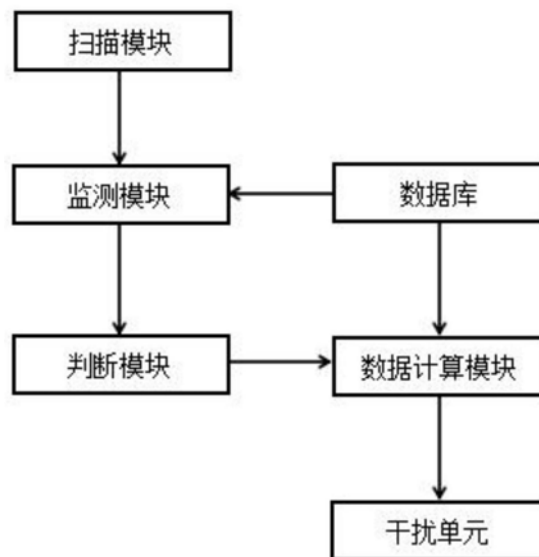 扫描模块
监测模块
数据库
判断模块
数据计算模块
干扰单元